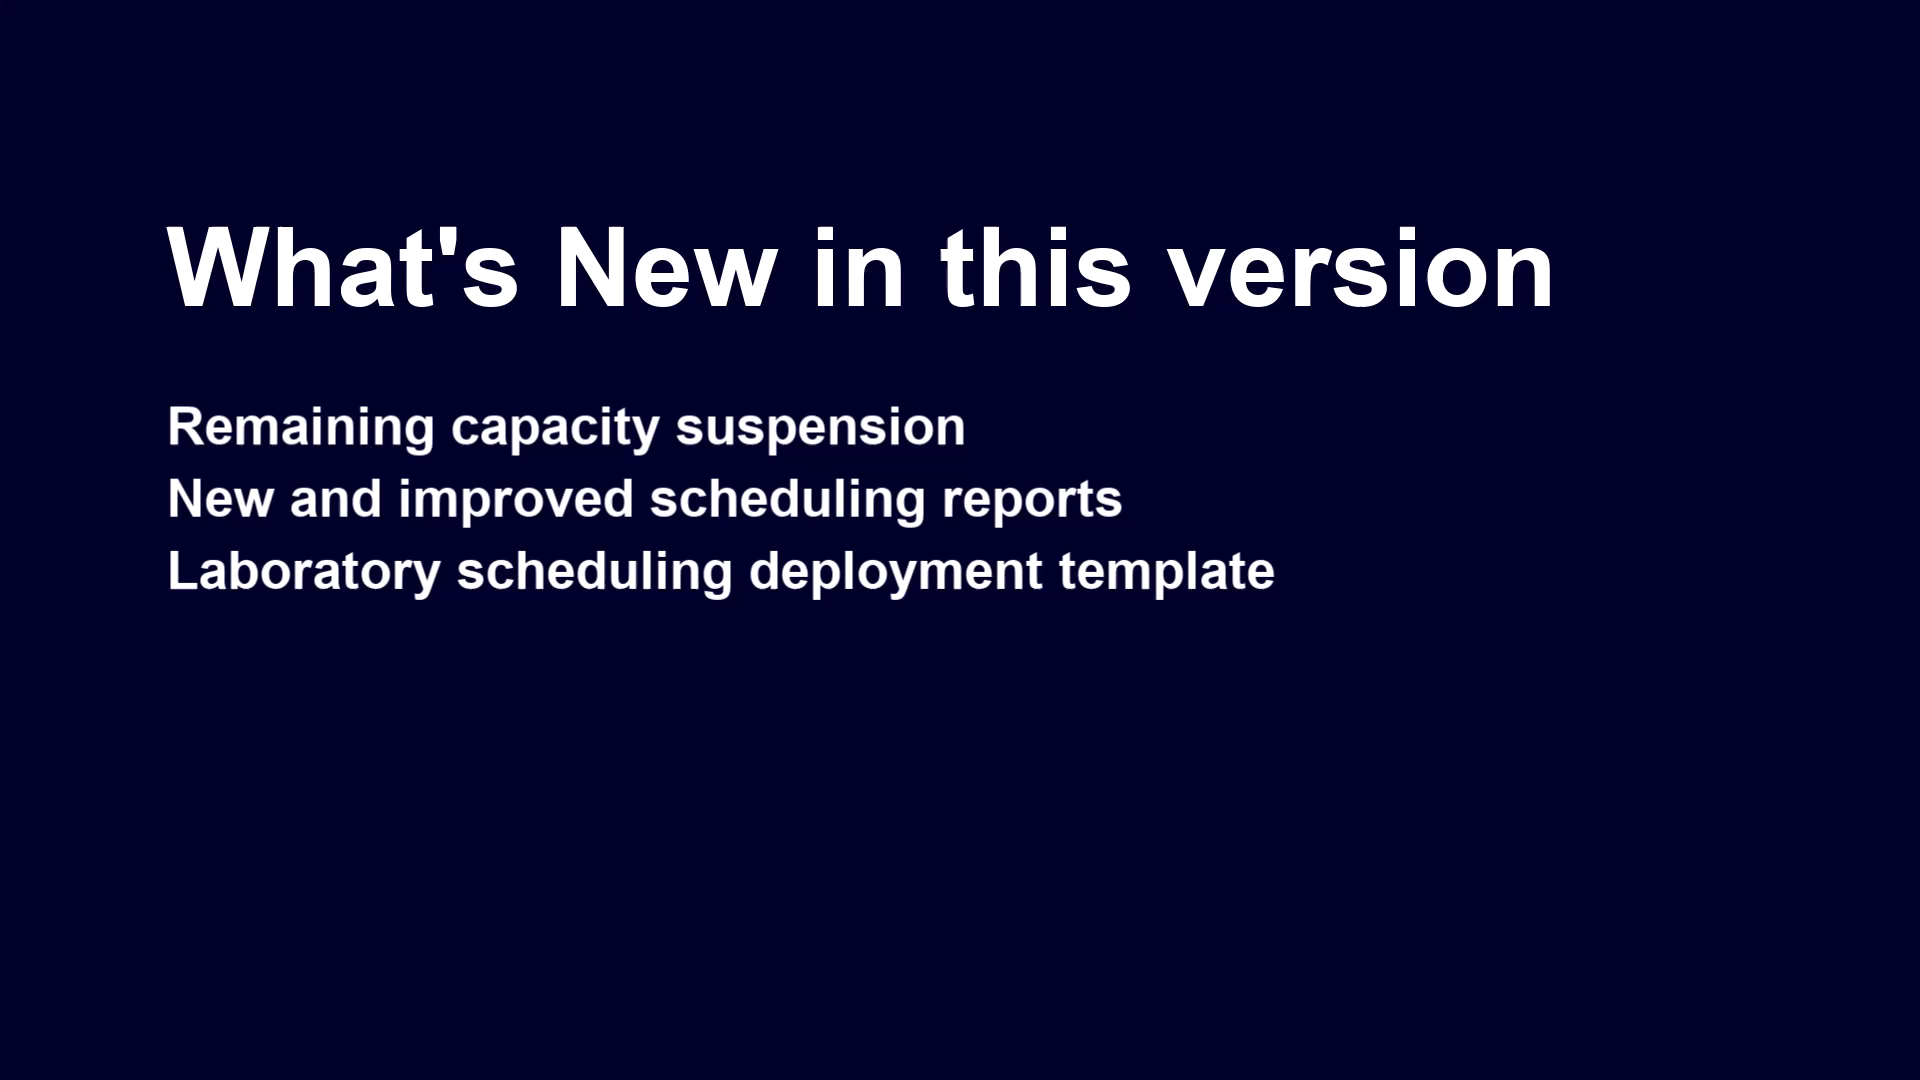 What's New in this version
Remaining capacity suspension
New and improved scheduling reports
Laboratory scheduling deployment template